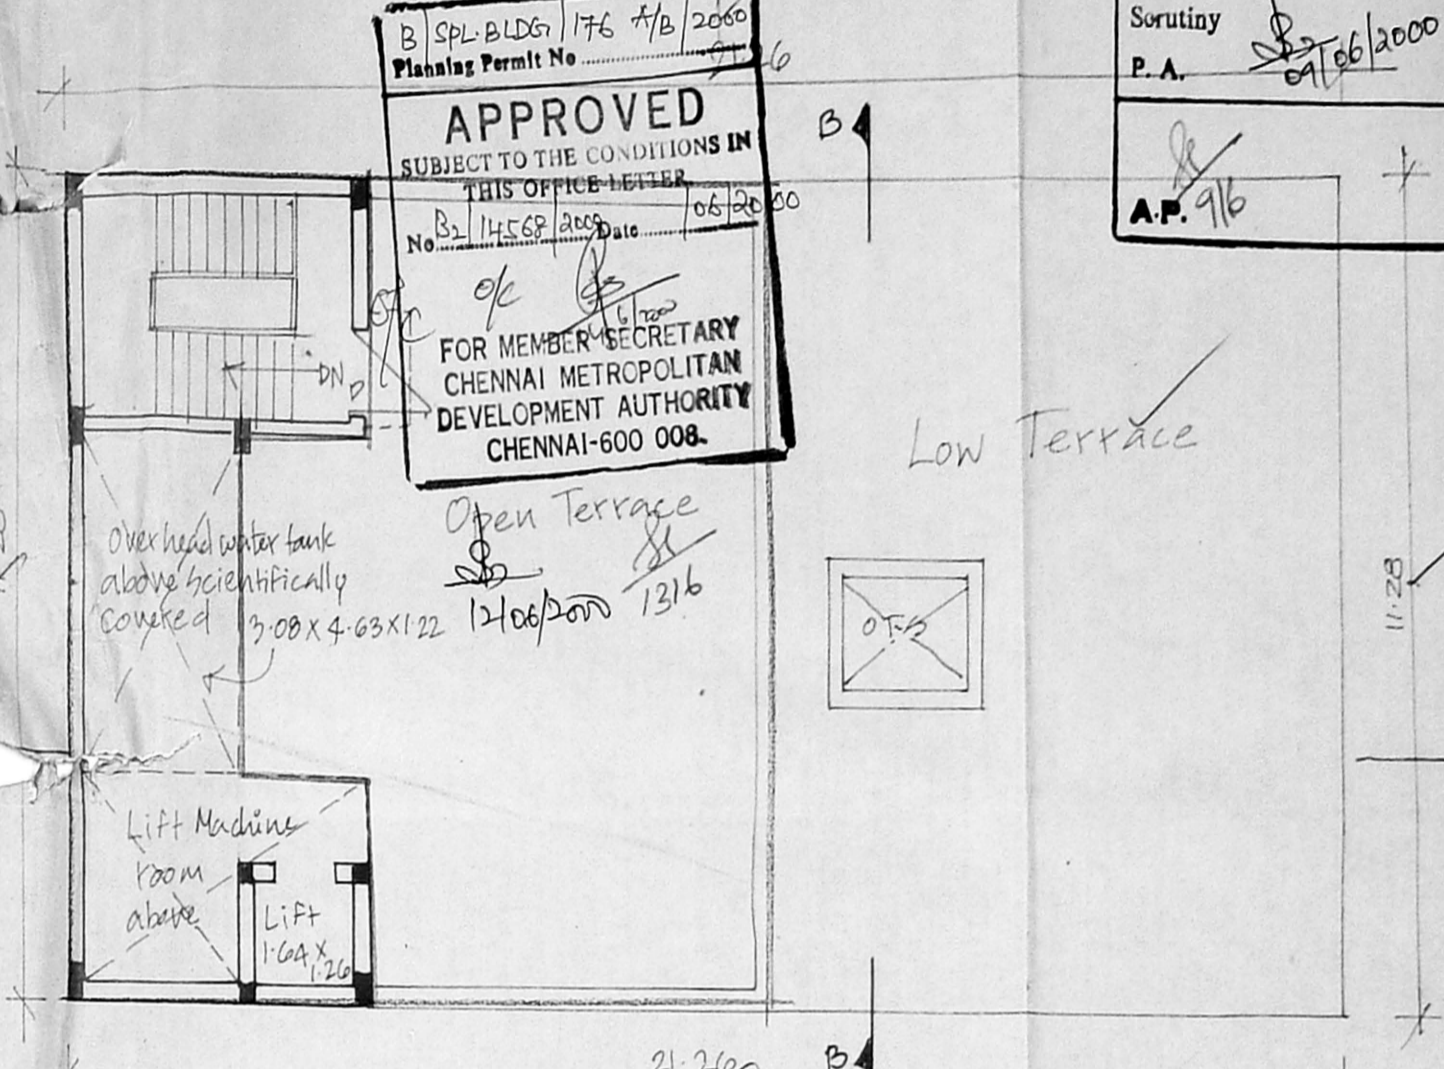 B/SPL.BLDG/176 A/B/2000
Planning Permit No
APPROVED
SUBJECT TO THE CONDITIONS IN
THIS OFFICE LETTER
No B2/14568/2000 Date /06/2000
O/C
6/2000
FOR MEMBER SECRETARY
CHENNAI METROPOLITAN
DEVELOPMENT AUTHORITY
CHENNAI-600 008.
Scrutiny
P. A. 09/06/2000
A.P. 9/6
B
DN
D
Low Terrace
Open Terrace
12/06/2000
13/6
Overhead water tank
above scientifically
covered
3.08 X 4.63 X 1.22
O.T.S
11.28
Lift Machine
room
above
Lift
1.64 X
1.26
B